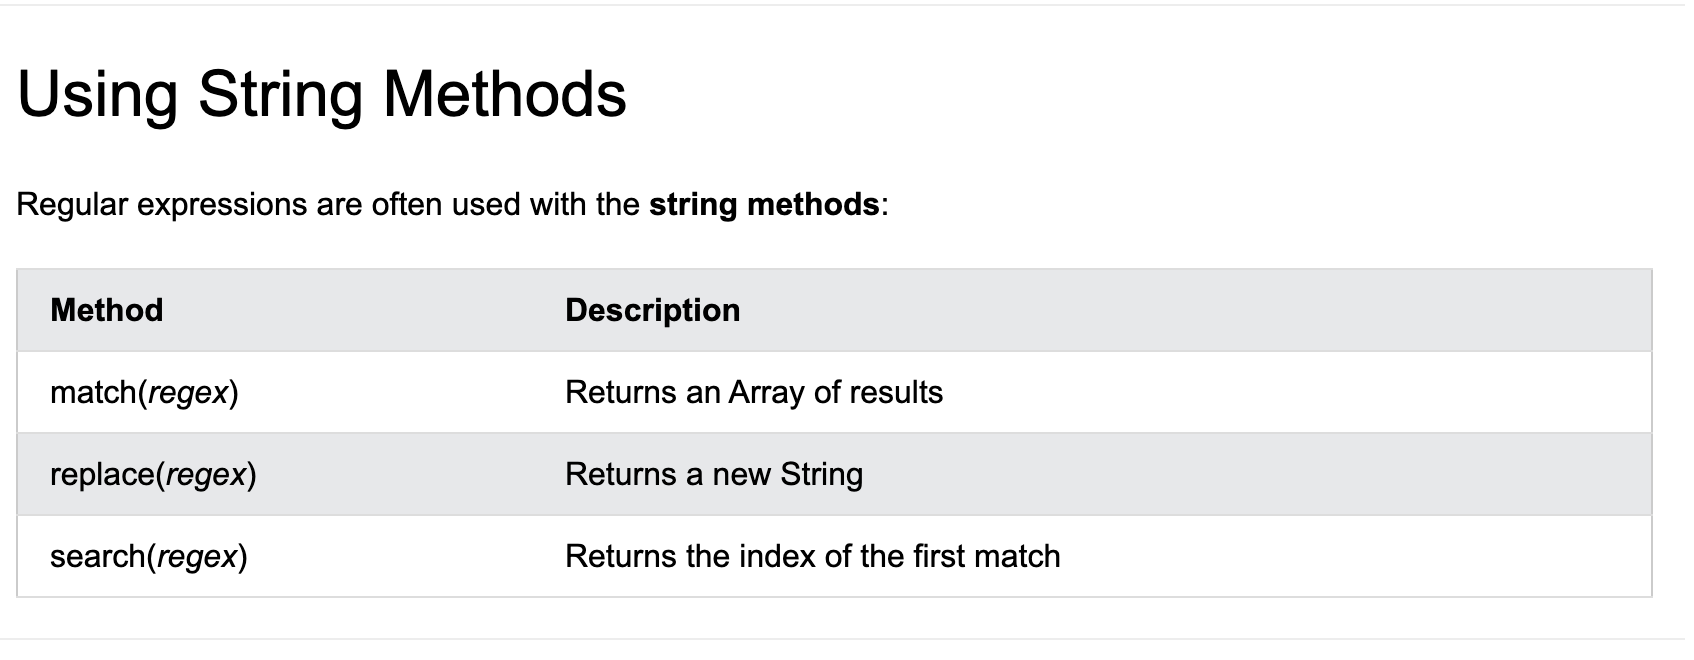 Using String Methods
Regular expressions are often used with the string methods:
Method Description
match(regex) Returns an Array of results
replace(regex) Returns a new String
search(regex) Returns the index of the first match